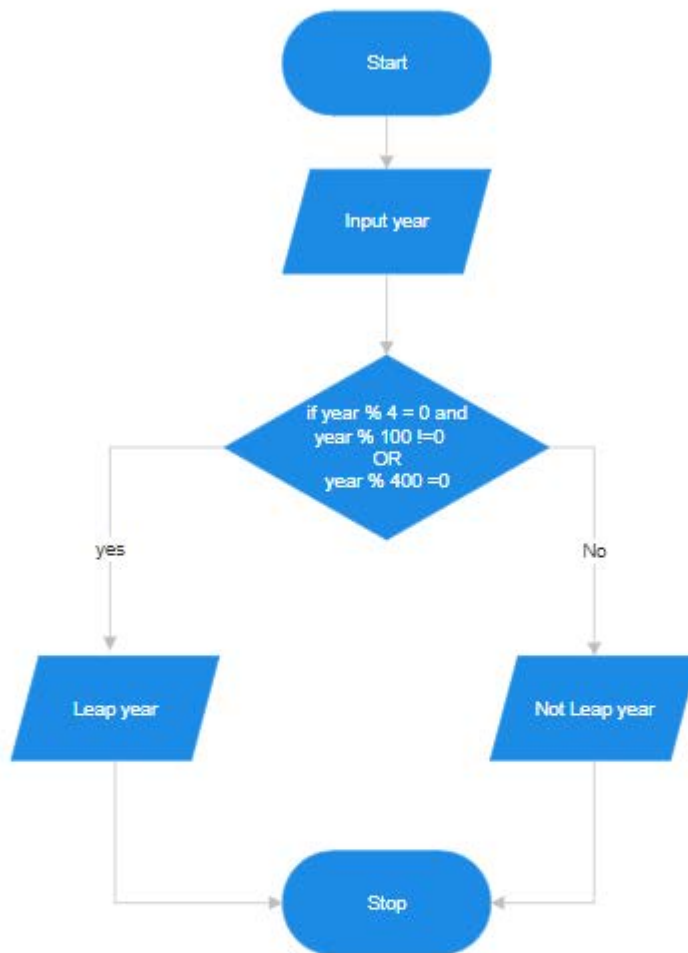 Start
Input year
if year % 4 = 0 and
year % 100 !=0
OR
year % 400 =0
yes
No
Leap year
Not Leap year
Stop